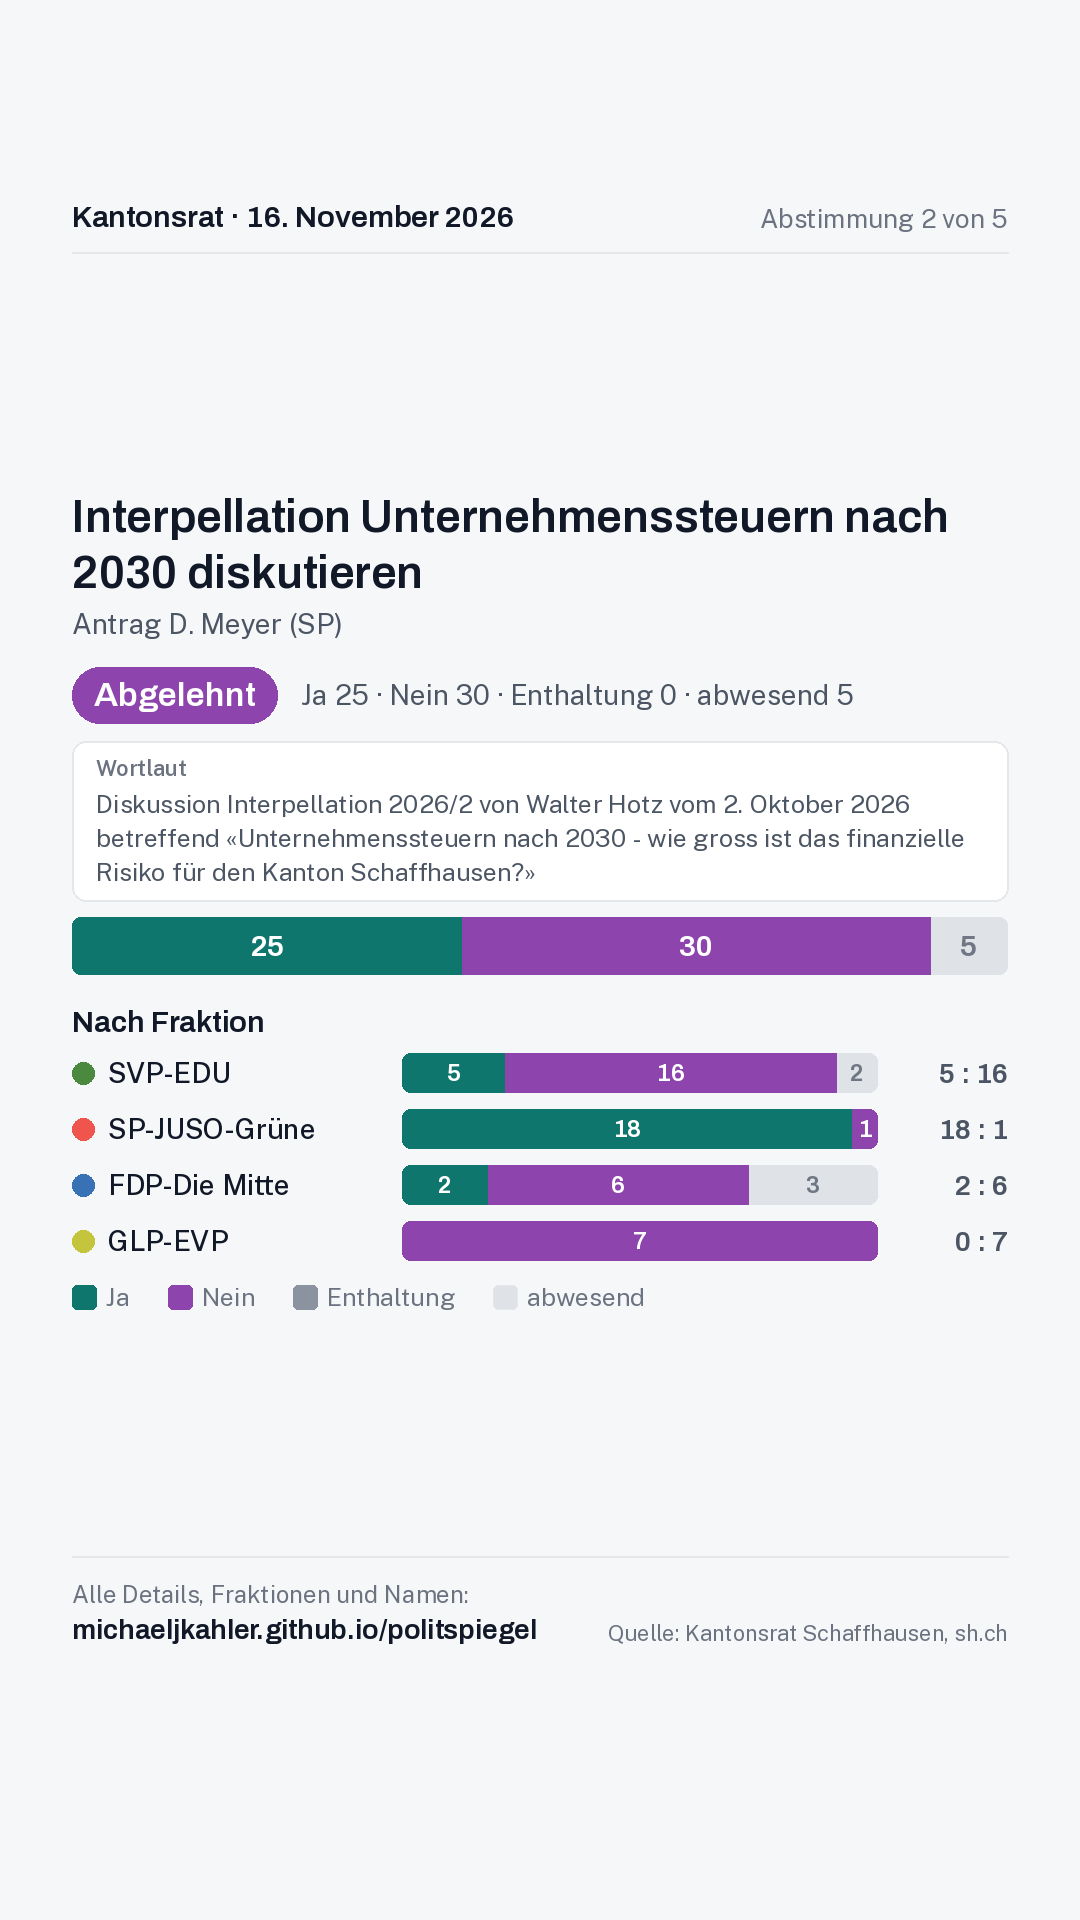 Kantonsrat · 16. November 2026
Abstimmung 2 von 5
Interpellation Unternehmenssteuern nach
2030 diskutieren
Antrag D. Meyer (SP)
Abgelehnt
Ja 25 · Nein 30 · Enthaltung 0 · abwesend 5
Wortlaut
Diskussion Interpellation 2026/2 von Walter Hotz vom 2. Oktober 2026
betreffend «Unternehmenssteuern nach 2030 - wie gross ist das finanzielle
Risiko für den Kanton Schaffhausen?»
25 30 5
Nach Fraktion
SVP-EDU 5 16 2 5 : 16
SP-JUSO-Grüne 18 1 18 : 1
FDP-Die Mitte 2 6 3 2 : 6
GLP-EVP 7 0 : 7
Ja Nein Enthaltung abwesend
Alle Details, Fraktionen und Namen:
michaeljkahler.github.io/politspiegel
Quelle: Kantonsrat Schaffhausen, sh.ch